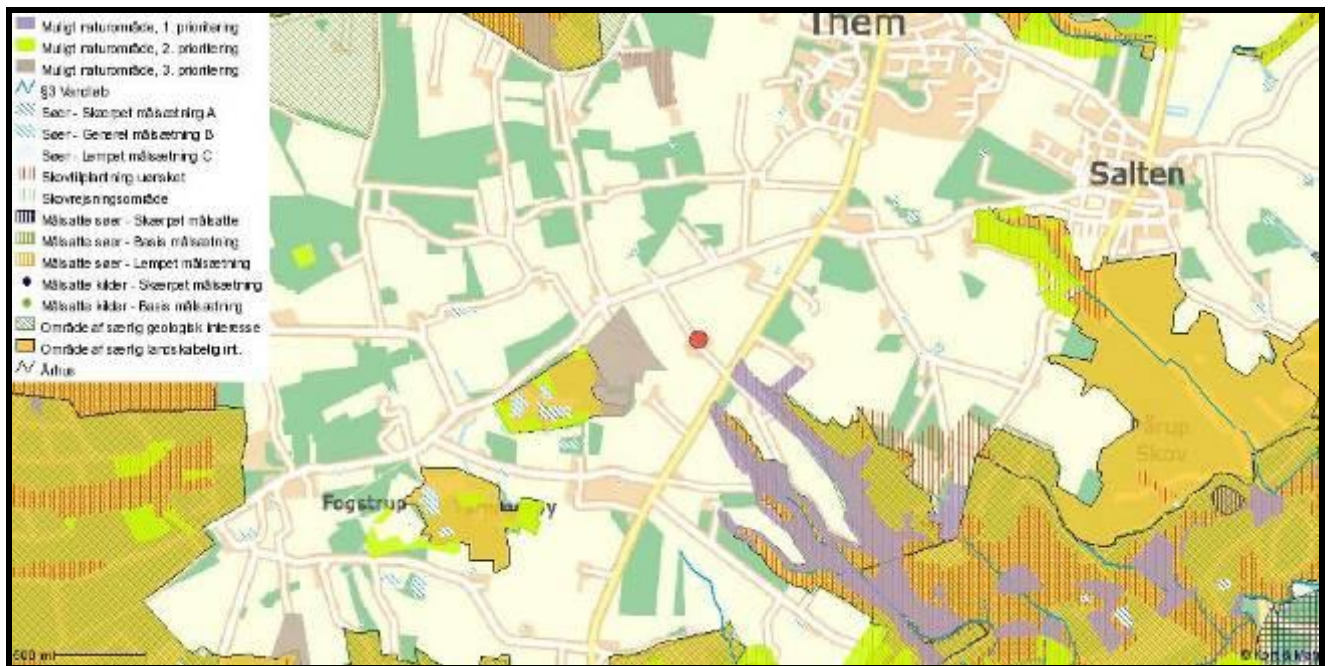 Muligt naturområde, 1. prioritering
Muligt naturområde, 2. prioritering
Muligt naturområde, 3. prioritering
§3 Vandløb
Søer - Skærpet målsætning A
Søer - Generel målsætning B
Søer - Lempet målsætning C
Skovtilplantning uønsket
Skovrejsningsområde
Målsatte søer - Skærpet målsatte
Målsatte søer - Basis målsætning
Målsatte søer - Lempet målsætning
Målsatte kilder - Skærpet målsætning
Målsatte kilder - Basis målsætning
Område af særlig geologisk interesse
Område af særlig landskabelig int.
Århus
Them
Salten
Årup
Skov
Fogstrup
500 m